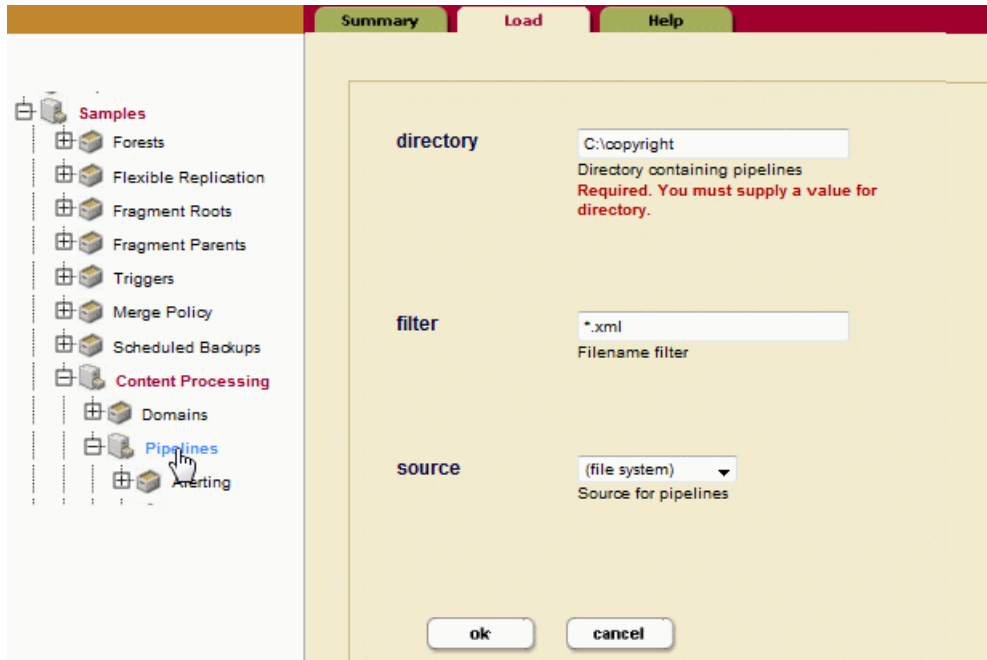 Summary
Load
Help
Samples
Forests
Flexible Replication
Fragment Roots
Fragment Parents
Triggers
Merge Policy
Scheduled Backups
Content Processing
Domains
Pipelines
Alerting
directory
C:\copyright
Directory containing pipelines
Required. You must supply a value for
directory.
filter
*.xml
Filename filter
source
(file system)
Source for pipelines
ok
cancel